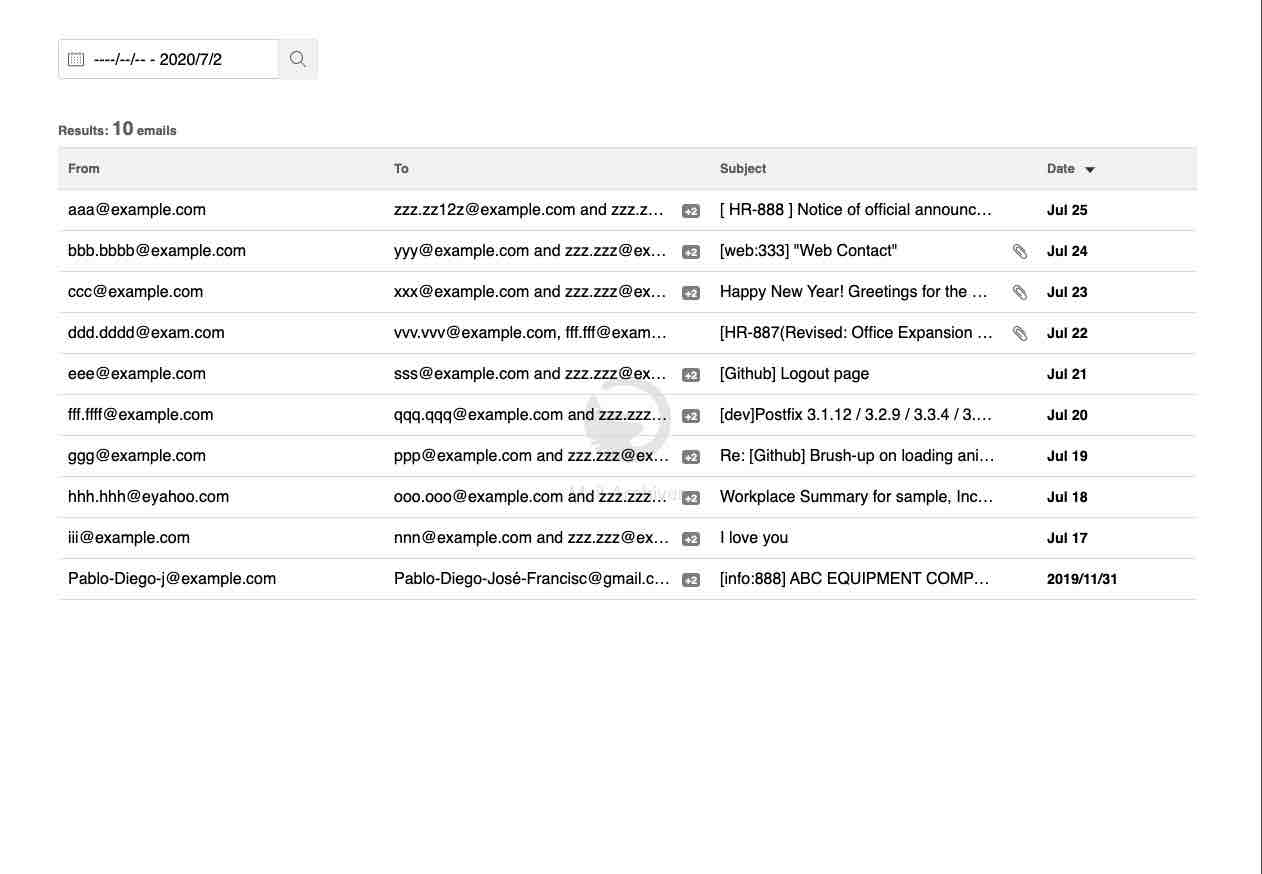 ----/--/-- - 2020/7/2
Results: 10 emails
From To Subject Date
aaa@example.com zzz.zz12z@example.com and zzz.z... +2 [ HR-888 ] Notice of official announc... Jul 25
bbb.bbbb@example.com yyy@example.com and zzz.zzz@ex... +2 [web:333] "Web Contact" Jul 24
ccc@example.com xxx@example.com and zzz.zzz@ex... +2 Happy New Year! Greetings for the ... Jul 23
ddd.dddd@exam.com vvv.vvv@example.com, fff.fff@exam... [HR-887(Revised: Office Expansion ... Jul 22
eee@example.com sss@example.com and zzz.zzz@ex... +2 [Github] Logout page Jul 21
fff.ffff@example.com qqq.qqq@example.com and zzz.zzz... +2 [dev]Postfix 3.1.12 / 3.2.9 / 3.3.4 / 3.... Jul 20
ggg@example.com ppp@example.com and zzz.zzz@ex... +2 Re: [Github] Brush-up on loading ani... Jul 19
hhh.hhh@eyahoo.com ooo.ooo@example.com and zzz.zzz... +2 Workplace Summary for sample, Inc... Jul 18
iii@example.com nnn@example.com and zzz.zzz@ex... +2 I love you Jul 17
Pablo-Diego-j@example.com Pablo-Diego-José-Francisc@gmail.c... +2 [info:888] ABC EQUIPMENT COMP... 2019/11/31